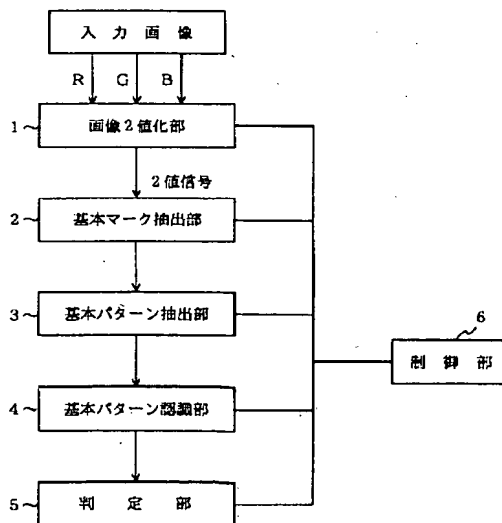 入力画像
R G B
1 画像2値化部
2値信号
2 基本マーク抽出部
3 基本パターン抽出部
6
制御部
4 基本パターン認識部
5 判定部